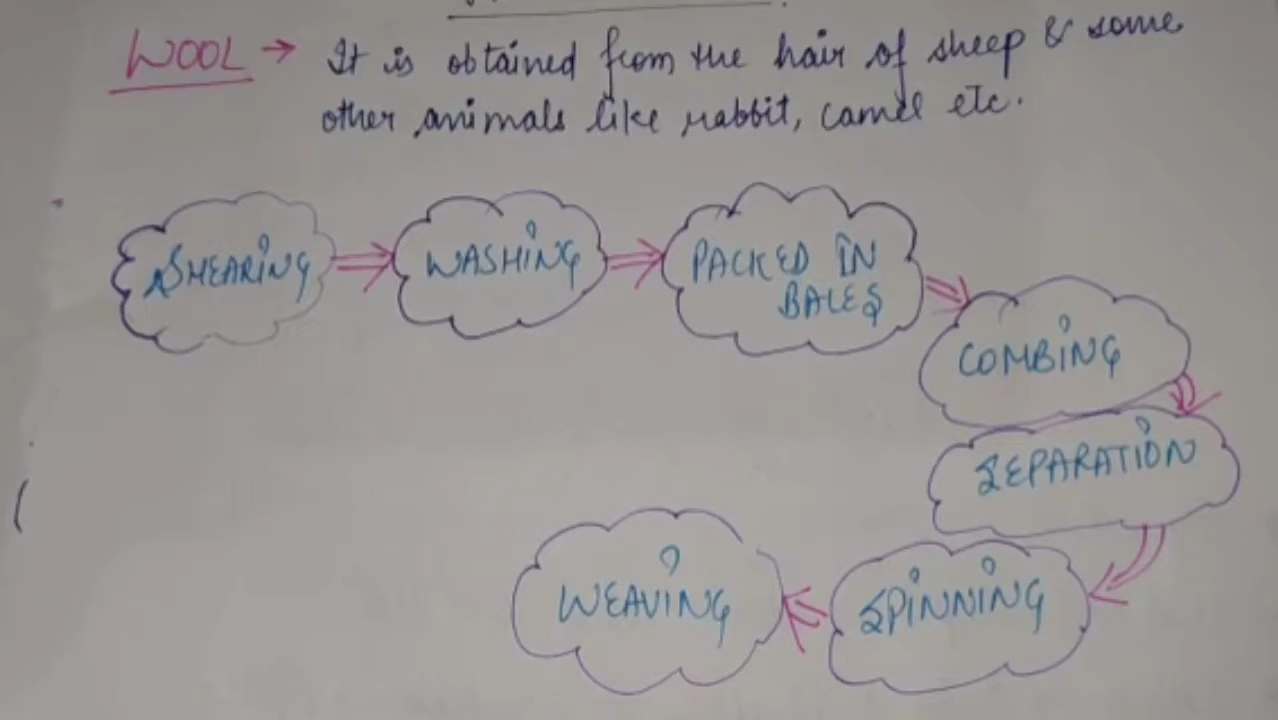 WOOL → It is obtained from the hair of sheep & some
other animals like rabbit, camel etc.
SHEARING
WASHING
PACKED IN
BALES
COMBING
SEPARATION
SPINNING
WEAVING